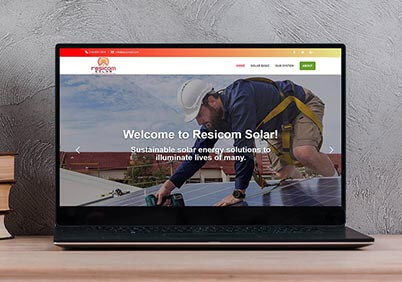 resicom
SOLAR
HOME SOLAR BASIC OUR SYSTEM ABOUT
Welcome to Resicom Solar!
Sustainable solar energy solutions to
illuminate lives of many.